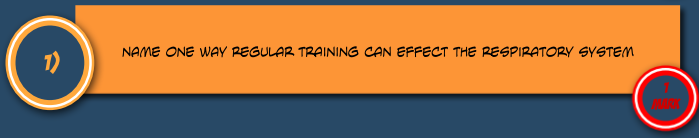 1)
NAME ONE WAY REGULAR TRAINING CAN EFFECT THE RESPIRATORY SYSTEM
1
MARK